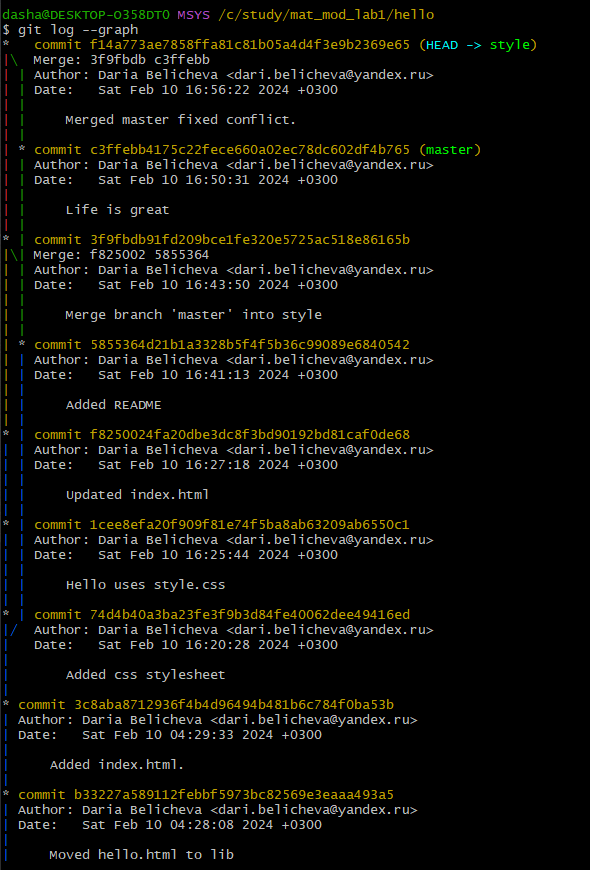 dasha@DESKTOP-O358DT0 MSYS /c/study/mat_mod_lab1/hello
$ git log --graph
*   commit f14a773ae7858ffa81c81b05a4d4f3e9b2369e65 (HEAD -> style)
|\  Merge: 3f9fbdb c3ffebb
| | Author: Daria Belicheva <dari.belicheva@yandex.ru>
| | Date:   Sat Feb 10 16:56:22 2024 +0300
| |
| |     Merged master fixed conflict.
| |
| * commit c3ffebb4175c22fece660a02ec78dc602df4b765 (master)
| | Author: Daria Belicheva <dari.belicheva@yandex.ru>
| | Date:   Sat Feb 10 16:50:31 2024 +0300
| |
| |     Life is great
| |
* | commit 3f9fbdb91fd209bce1fe320e5725ac518e86165b
|\| Merge: f825002 5855364
| | Author: Daria Belicheva <dari.belicheva@yandex.ru>
| | Date:   Sat Feb 10 16:43:50 2024 +0300
| |
| |     Merge branch 'master' into style
| |
| * commit 5855364d21b1a3328b5f4f5b36c99089e6840542
| | Author: Daria Belicheva <dari.belicheva@yandex.ru>
| | Date:   Sat Feb 10 16:41:13 2024 +0300
| |
| |     Added README
| |
* | commit f8250024fa20dbe3dc8f3bd90192bd81caf0de68
| | Author: Daria Belicheva <dari.belicheva@yandex.ru>
| | Date:   Sat Feb 10 16:27:18 2024 +0300
| |
| |     Updated index.html
| |
* | commit 1cee8efa20f909f81e74f5ba8ab63209ab6550c1
| | Author: Daria Belicheva <dari.belicheva@yandex.ru>
| | Date:   Sat Feb 10 16:25:44 2024 +0300
| |
| |     Hello uses style.css
| |
* | commit 74d4b40a3ba23fe3f9b3d84fe40062dee49416ed
|/  Author: Daria Belicheva <dari.belicheva@yandex.ru>
|   Date:   Sat Feb 10 16:20:28 2024 +0300
|
|       Added css stylesheet
|
* commit 3c8aba8712936f4b4d96494b481b6c784f0ba53b
| Author: Daria Belicheva <dari.belicheva@yandex.ru>
| Date:   Sat Feb 10 04:29:33 2024 +0300
|
|     Added index.html.
|
* commit b33227a589112febbf5973bc82569e3eaaa493a5
| Author: Daria Belicheva <dari.belicheva@yandex.ru>
| Date:   Sat Feb 10 04:28:08 2024 +0300
|
|     Moved hello.html to lib